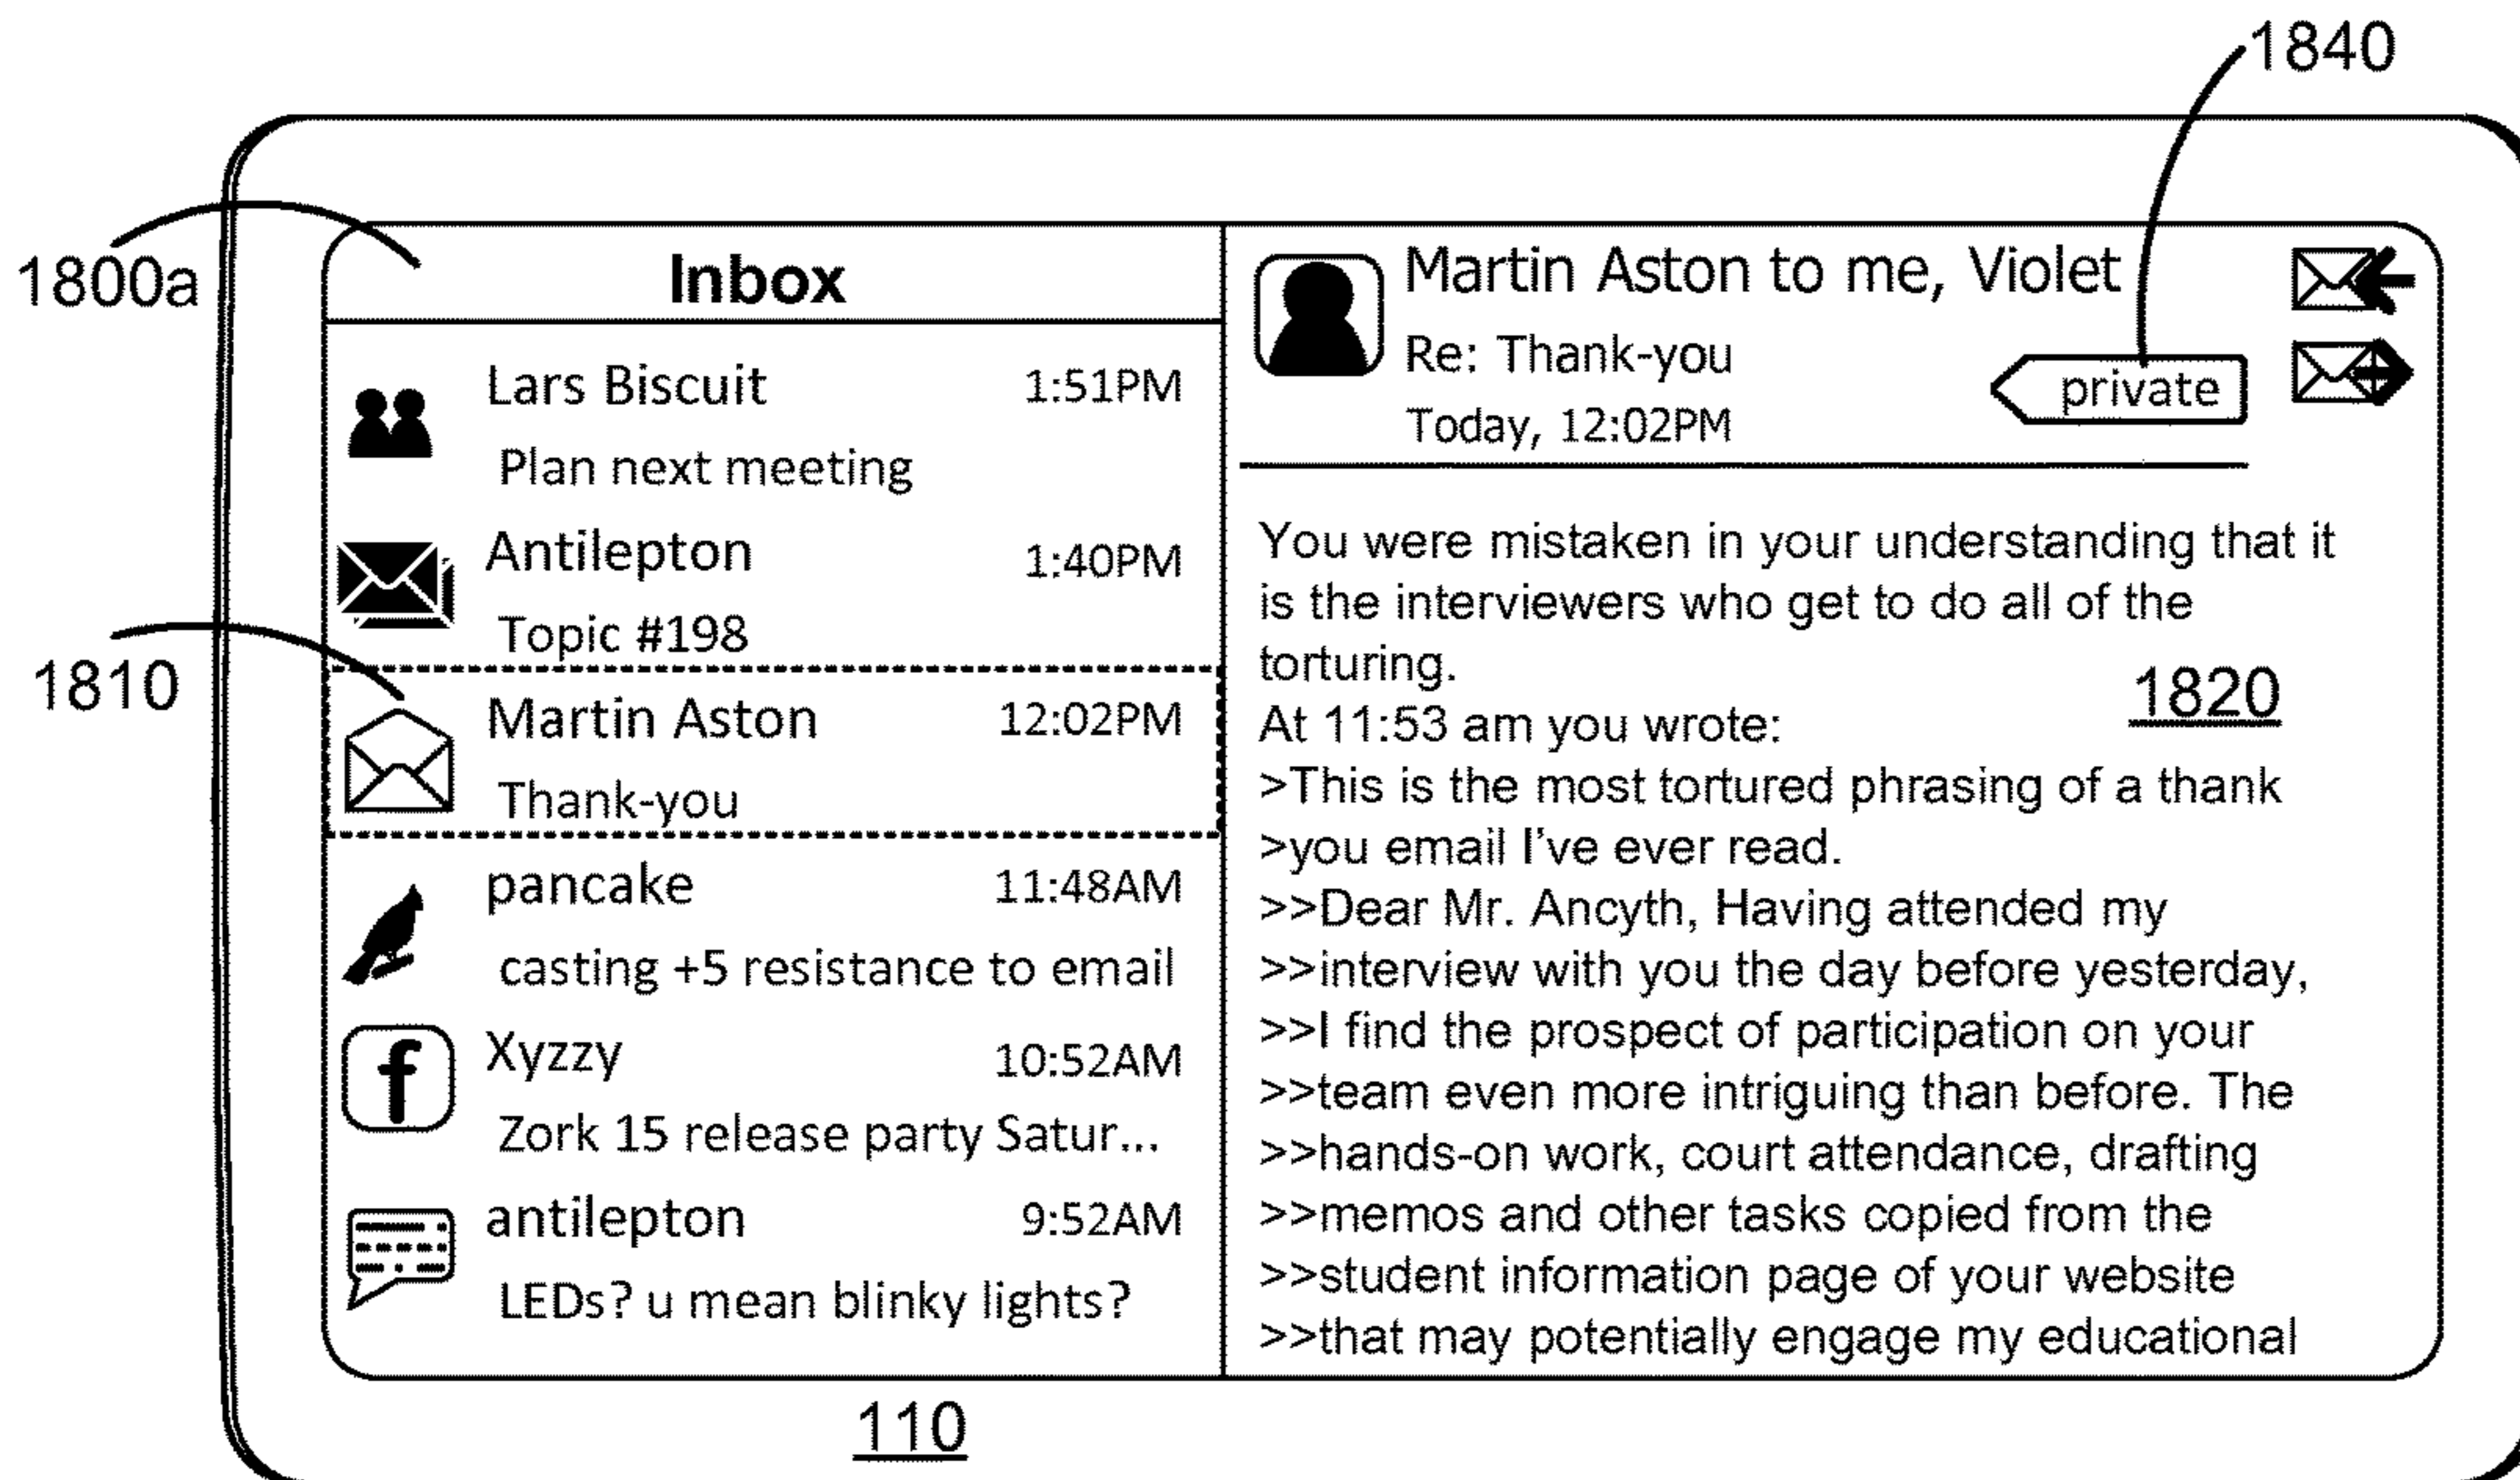 1840
1800a
Inbox
Lars Biscuit 1:51PM
Plan next meeting
Antilepton 1:40PM
Topic #198
1810
Martin Aston 12:02PM
Thank-you
pancake 11:48AM
casting +5 resistance to email
f
Xyzzy 10:52AM
Zork 15 release party Satur...
antilepton 9:52AM
LEDs? u mean blinky lights?
Martin Aston to me, Violet
Re: Thank-you
private
Today, 12:02PM
You were mistaken in your understanding that it
is the interviewers who get to do all of the
torturing.
1820
At 11:53 am you wrote:
>This is the most tortured phrasing of a thank
>you email I've ever read.
>>Dear Mr. Ancyth, Having attended my
>>interview with you the day before yesterday,
>>I find the prospect of participation on your
>>team even more intriguing than before. The
>>hands-on work, court attendance, drafting
>>memos and other tasks copied from the
>>student information page of your website
>>that may potentially engage my educational
110